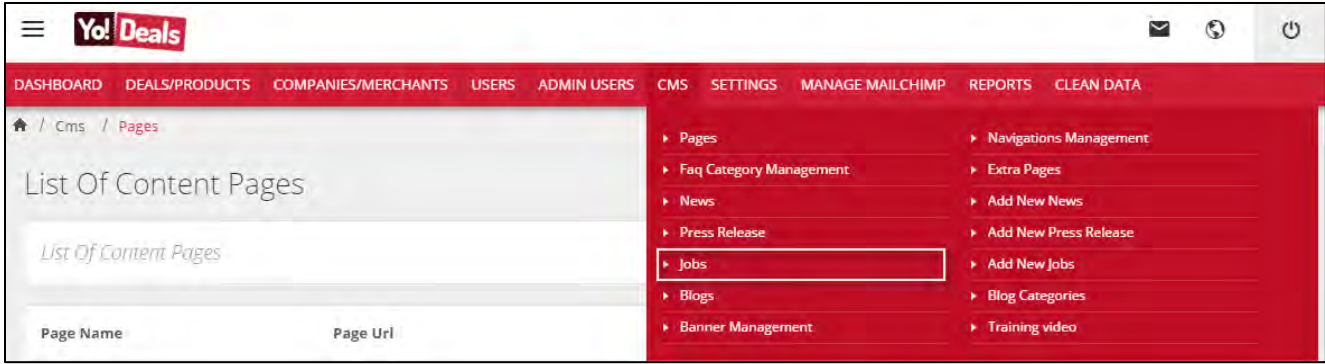 Yo! Deals
DASHBOARD DEALS/PRODUCTS COMPANIES/MERCHANTS USERS ADMIN USERS CMS SETTINGS MANAGE MAILCHIMP REPORTS CLEAN DATA
/ Cms / Pages
List Of Content Pages
List Of Content Pages
Page Name Page Url
Pages
Faq Category Management
News
Press Release
Jobs
Blogs
Banner Management
Navigations Management
Extra Pages
Add New News
Add New Press Release
Add New Jobs
Blog Categories
Training video